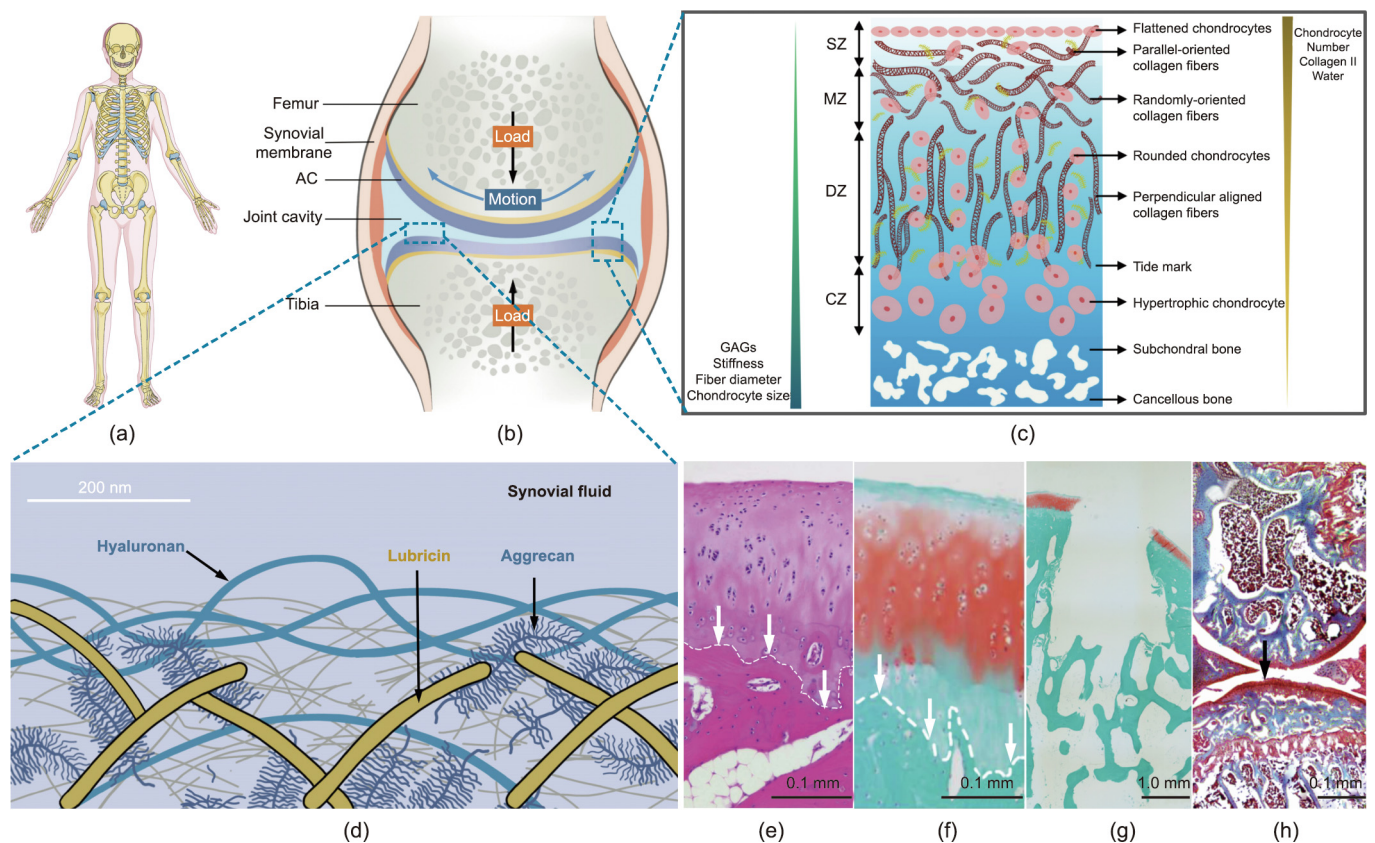 (a)
Femur
Synovial
membrane
AC
Joint cavity
Tibia
Load
Motion
Load
(b)
SZ
MZ
DZ
CZ
GAGs
Stiffness
Fiber diameter
Chondrocyte size
Flattened chondrocytes
Parallel-oriented
collagen fibers
Randomly-oriented
collagen fibers
Rounded chondrocytes
Perpendicular aligned
collagen fibers
Tide mark
Hypertrophic chondrocyte
Subchondral bone
Cancellous bone
Chondrocyte
Number
Collagen II
Water
(c)
200 nm
Synovial fluid
Hyaluronan
Lubricin
Aggrecan
(d)
0.1 mm
(e)
0.1 mm
(f)
1.0 mm
(g)
0.1 mm
(h)